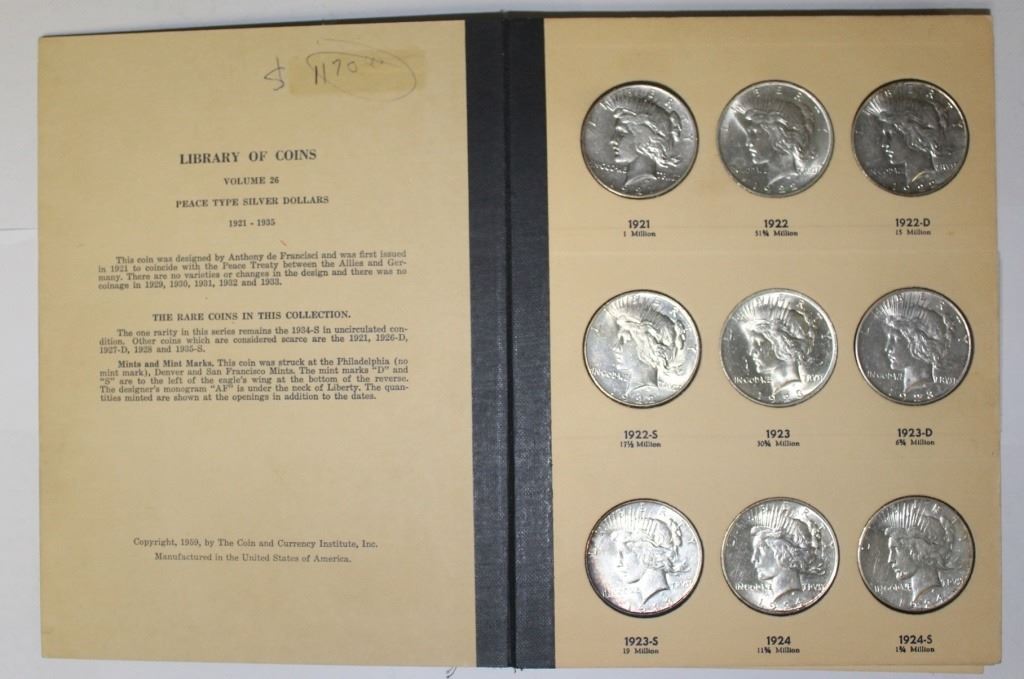 $ 1170.00
LIBRARY OF COINS
VOLUME 26
PEACE TYPE SILVER DOLLARS
1921 - 1935
This coin was designed by Anthony de Francisci and was first issued
in 1921 to coincide with the Peace Treaty between the Allies and Ger-
many. There are no varieties or changes in the design and there was no
coinage in 1929, 1930, 1931, 1932 and 1933.
THE RARE COINS IN THIS COLLECTION.
The one rarity in this series remains the 1934-S in uncirculated con-
dition. Other coins which are considered scarce are the 1921, 1926-D,
1927-D, 1928 and 1935-S.
Mints and Mint Marks. This coin was struck at the Philadelphia (no
mint mark), Denver and San Francisco Mints. The mint marks "D" and
"S" are to the left of the eagle's wing at the bottom of the reverse.
The designer's monogram "AF" is under the neck of Liberty. The quan-
tities minted are shown at the openings in addition to the dates.
Copyright, 1959, by The Coin and Currency Institute, Inc.
Manufactured in the United States of America.
1921 1922 1922-D
1 Million 51¾ Million 15 Million
1922-S 1923 1923-D
17½ Million 30¾ Million 6¾ Million
1923-S 1924 1924-S
19 Million 11¾ Million 1¾ Million